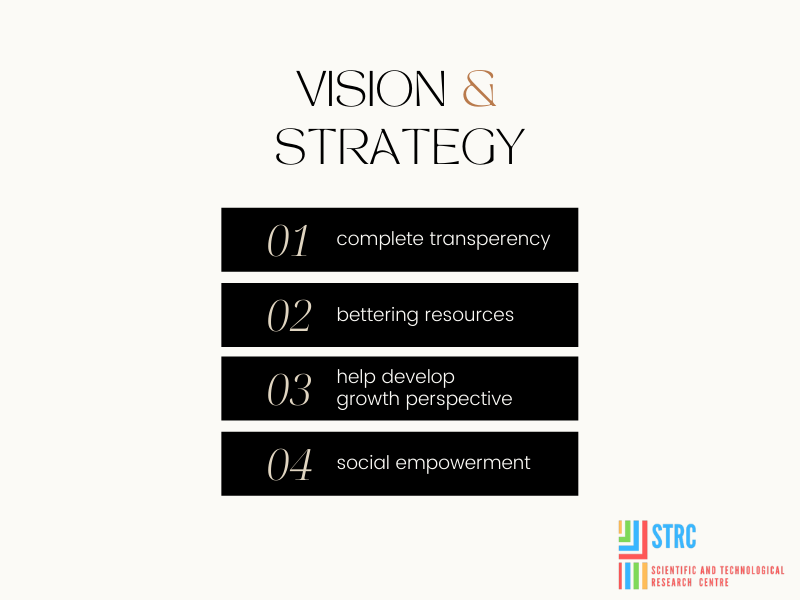 VISION &
STRATEGY
01 complete transperency
02 bettering resources
03 help develop
growth perspective
04 social empowerment
STRC
SCIENTIFIC AND TECHNOLOGICAL
RESEARCH CENTRE